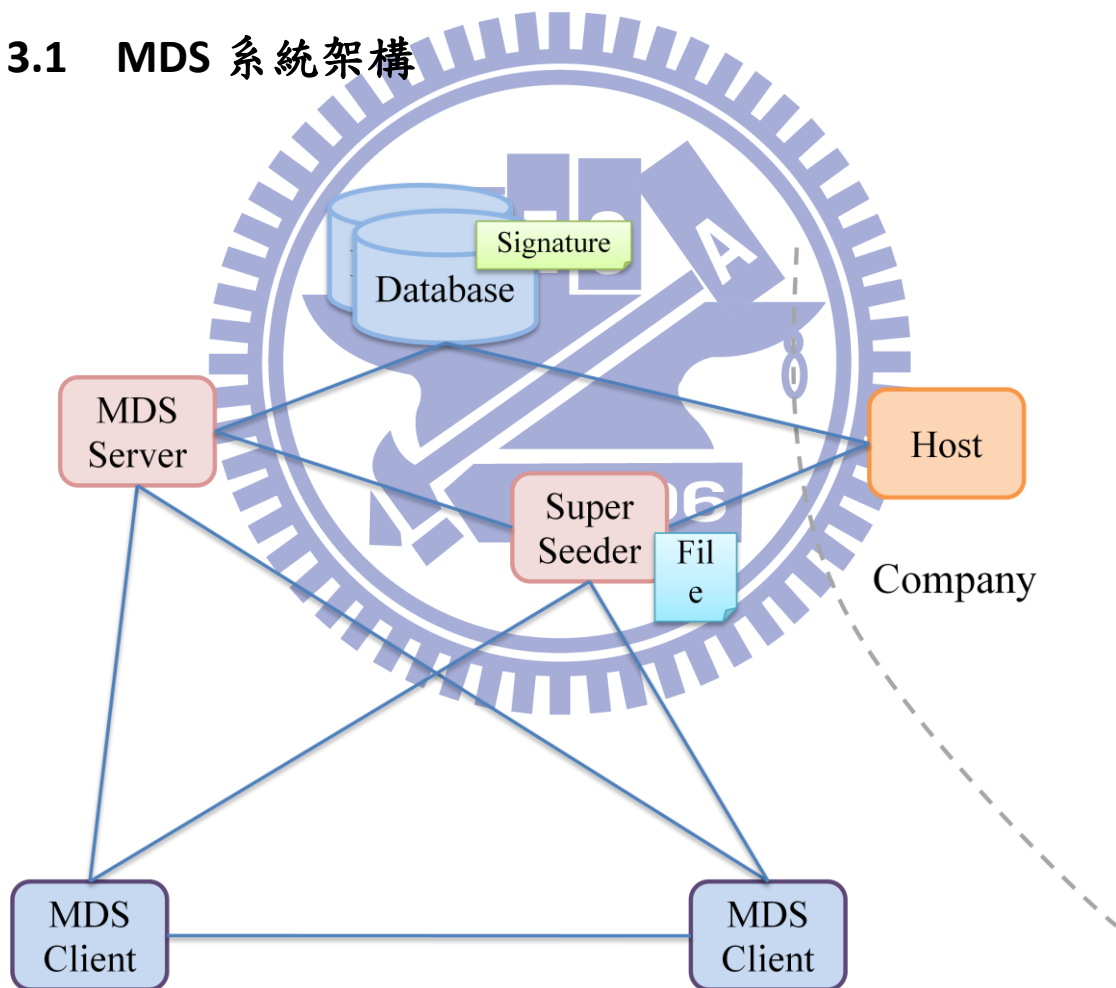 3.1 MDS 系統架構
Signature
Database
MDS
Server
Host
Super
Seeder
Fil
e
Company
MDS
Client
MDS
Client